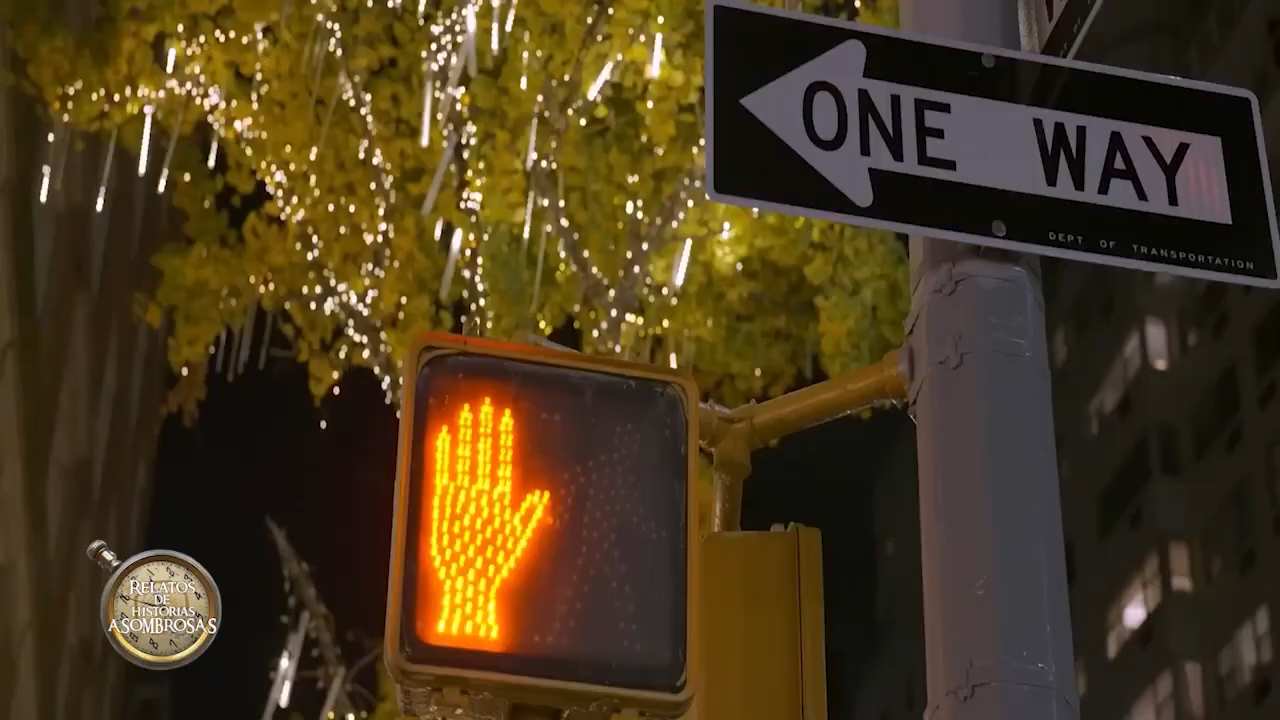 ONE WAY
DEPT OF TRANSPORTATION
RELATOS
DE
HISTORIAS
ASOMBROSAS